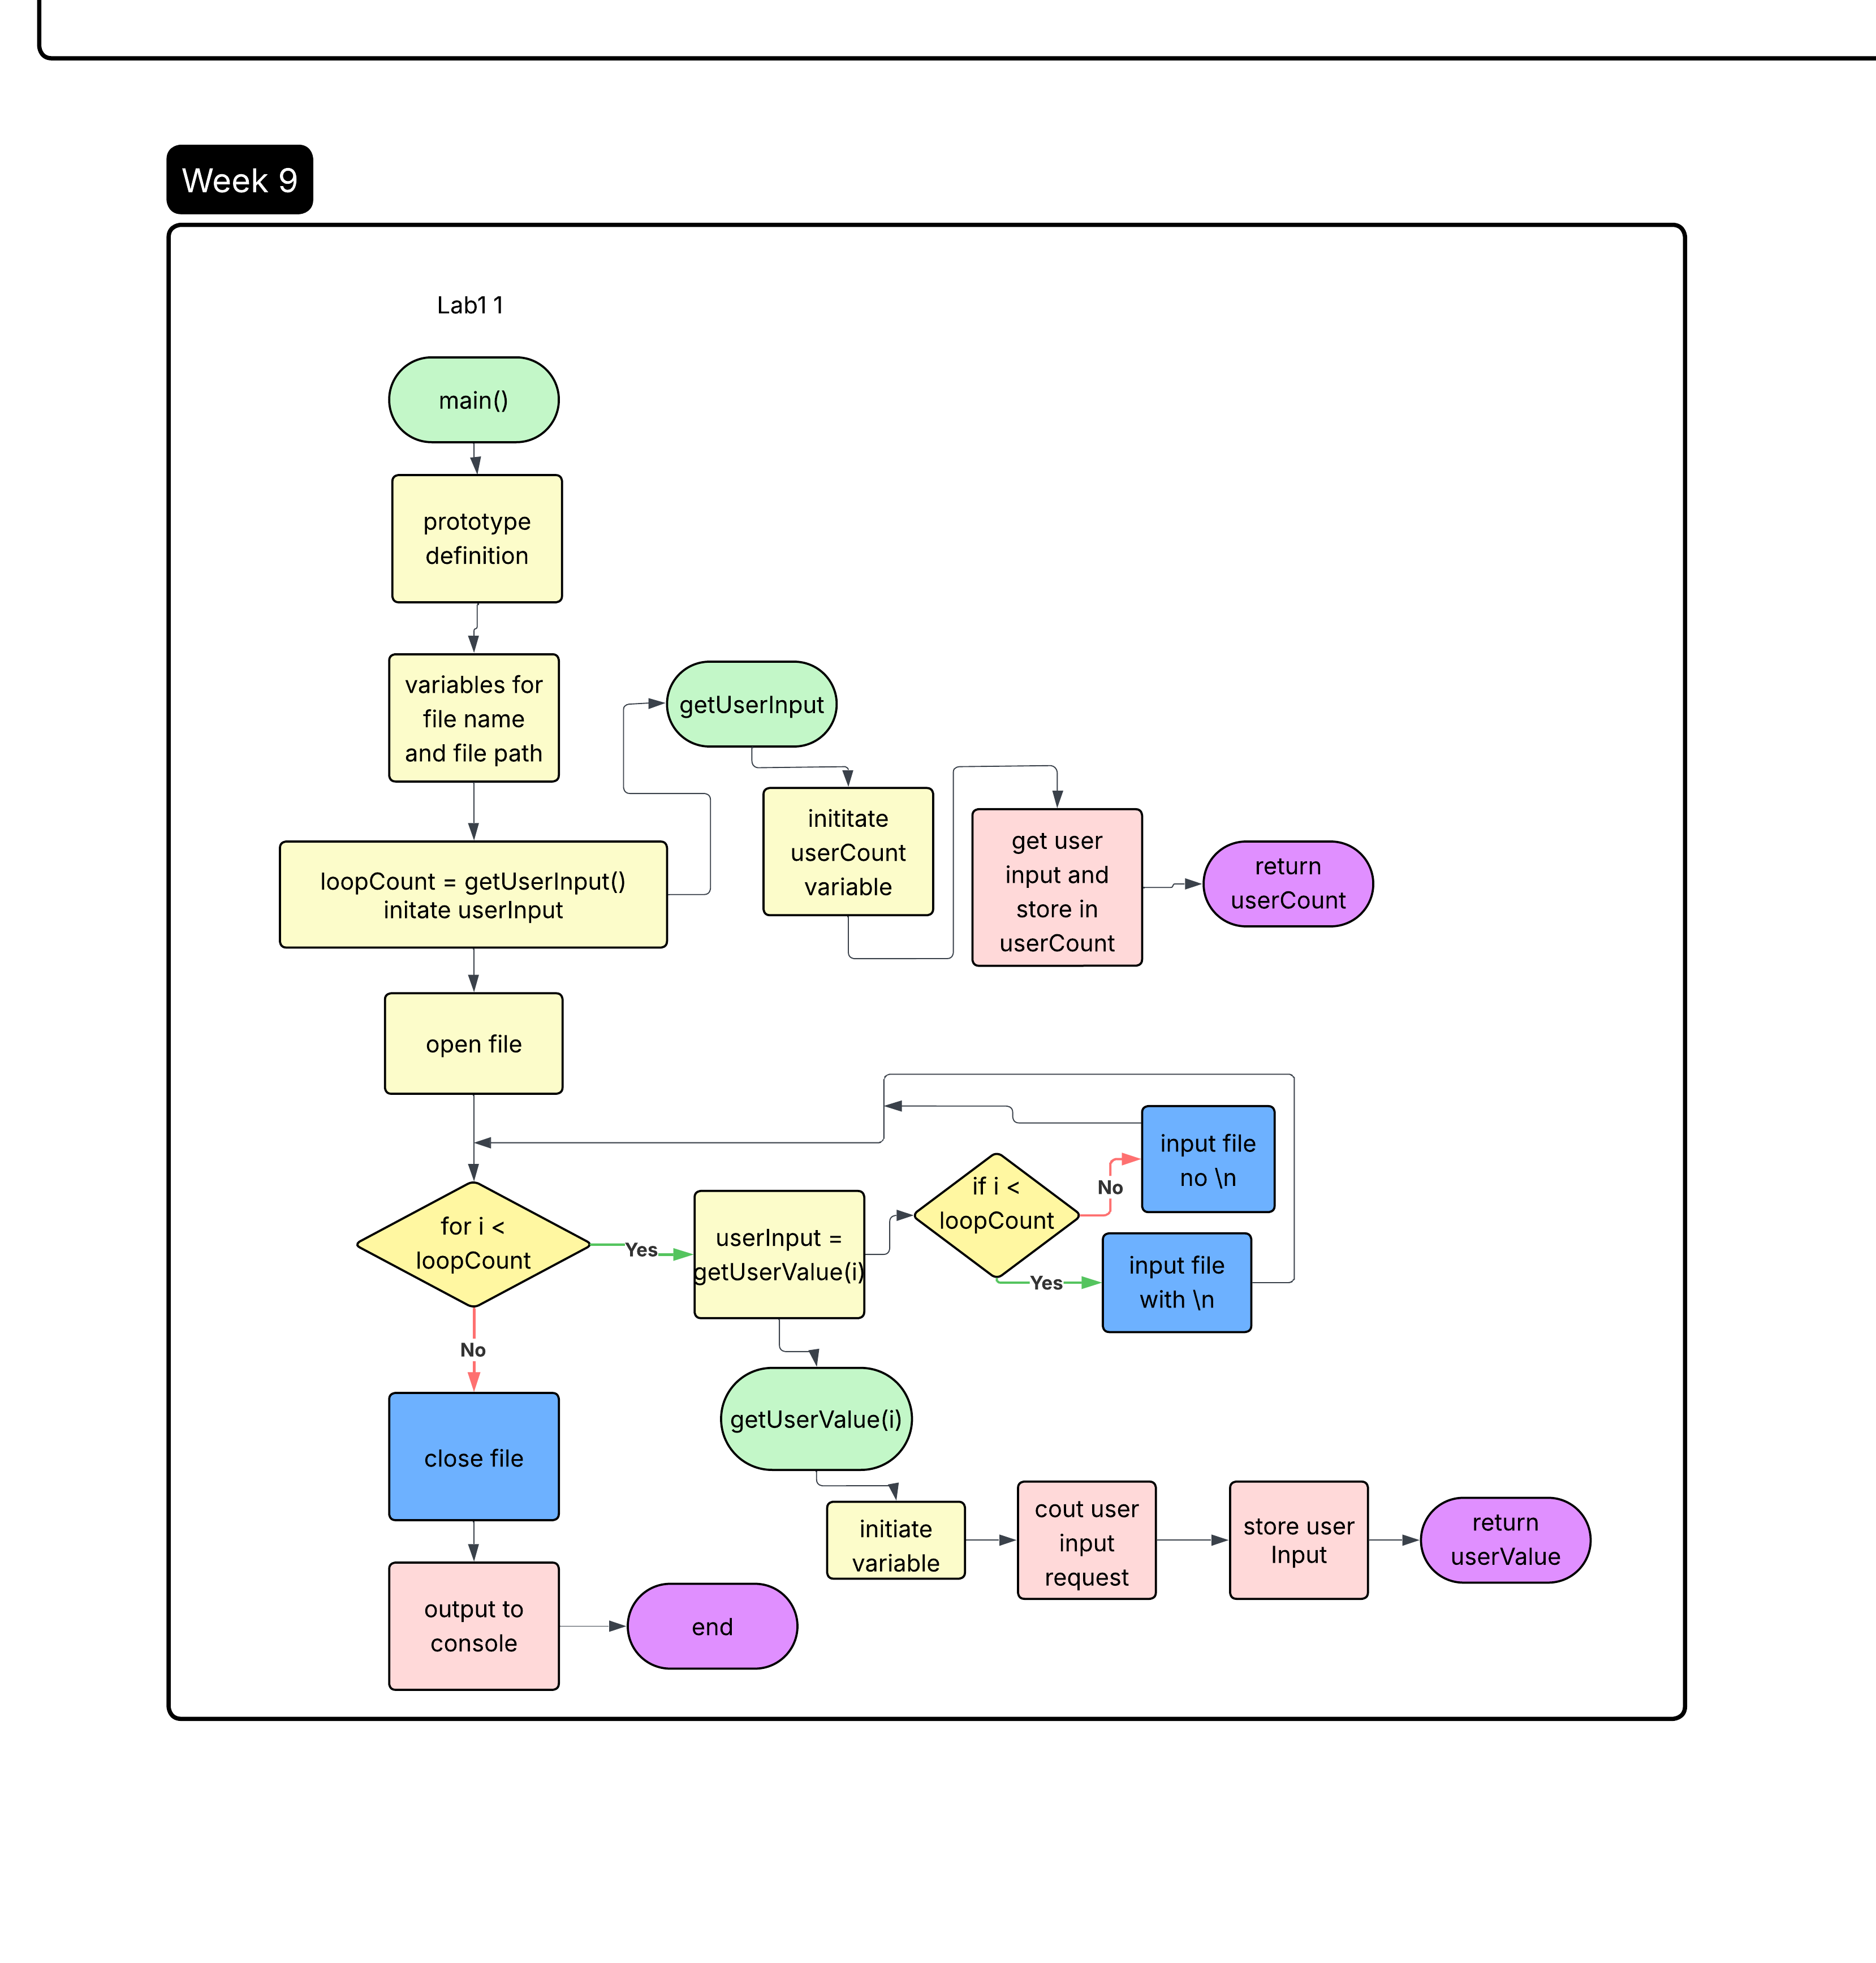 Week 9
Lab1 1
main()
prototype
definition
variables for
file name
and file path
getUserInput
inititate
userCount
variable
get user
input and
store in
userCount
return
userCount
loopCount = getUserInput()
initate userInput
open file
for i <
loopCount
Yes
userInput =
getUserValue(i)
if i <
loopCount
No
input file
no \n
Yes
input file
with \n
No
close file
getUserValue(i)
initiate
variable
cout user
input
request
store user
Input
return
userValue
output to
console
end